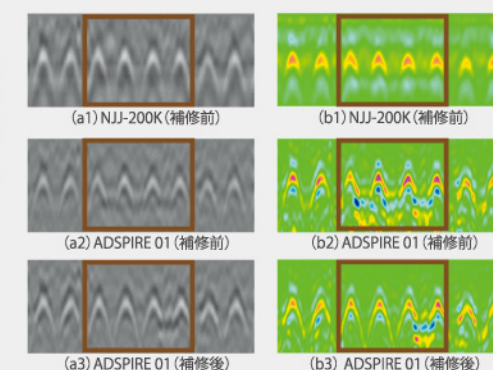 (a1) NJJ-200K (補修前)
(b1) NJJ-200K (補修前)
(a2) ADSPIRE 01 (補修前)
(b2) ADSPIRE 01 (補修前)
(a3) ADSPIRE 01 (補修後)
(b3) ADSPIRE 01 (補修後)